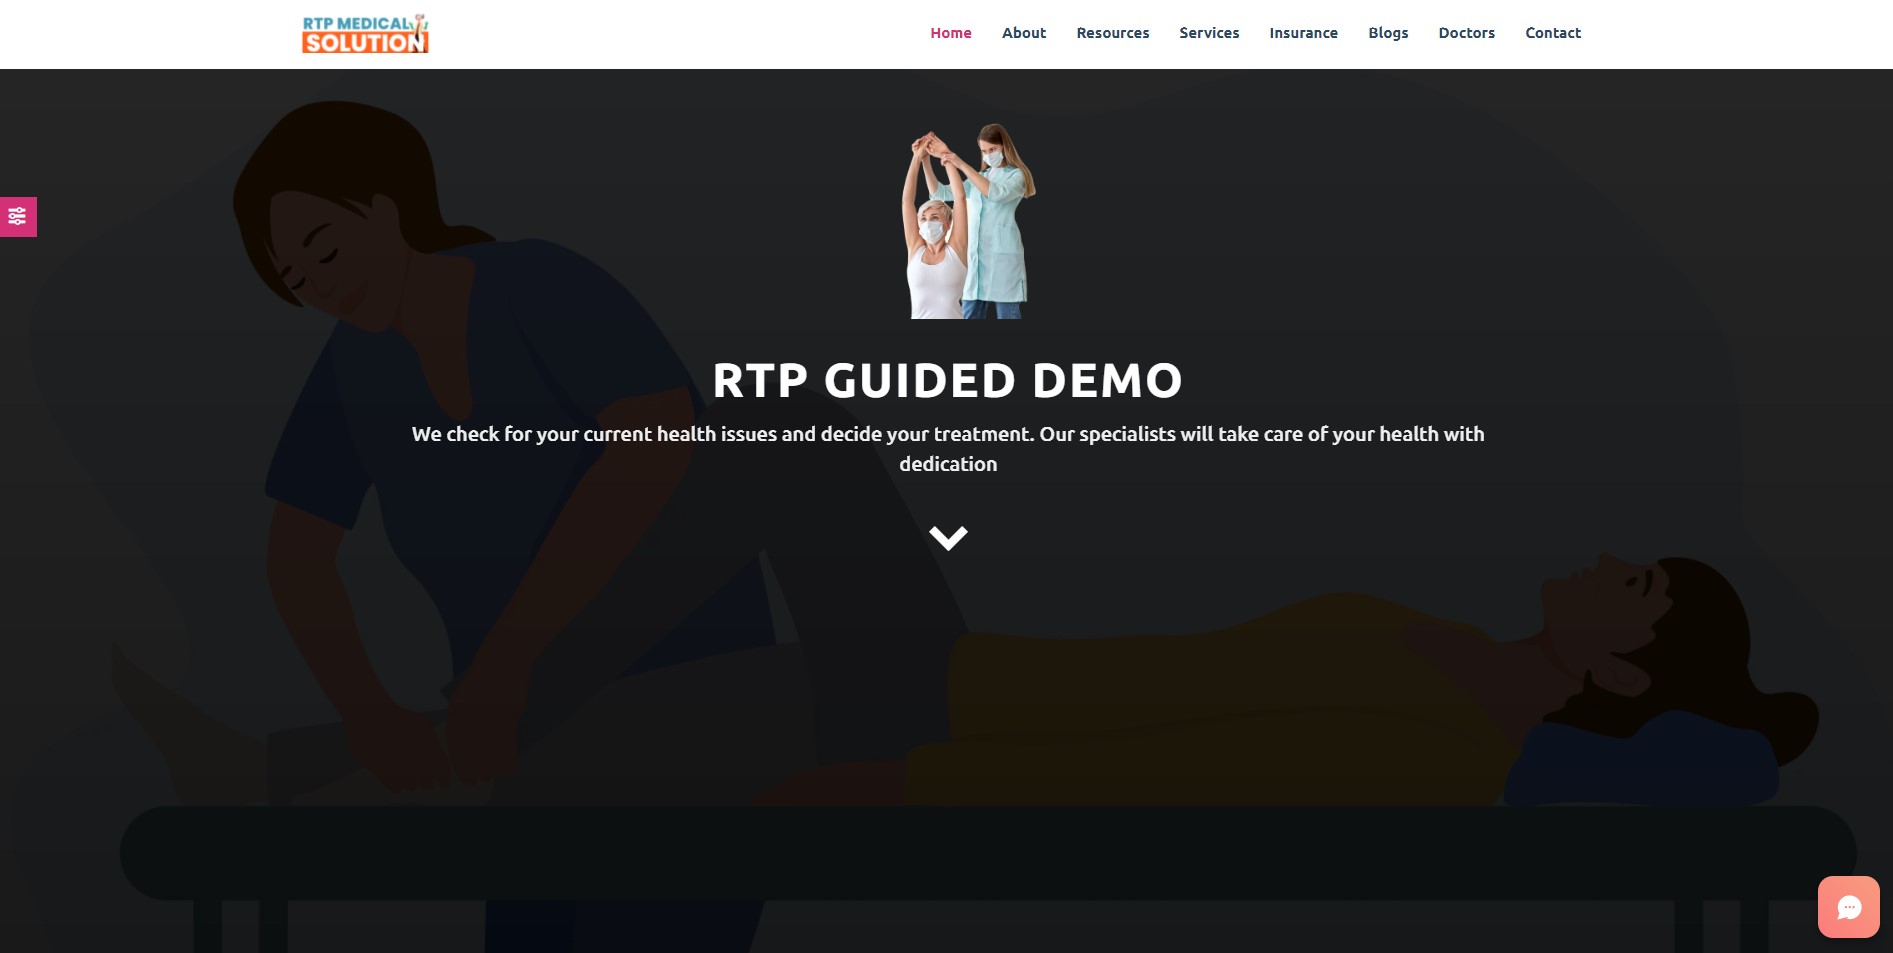 RTP MEDICAL
SOLUTION
Home About Resources Services Insurance Blogs Doctors Contact
RTP GUIDED DEMO
We check for your current health issues and decide your treatment. Our specialists will take care of your health with
dedication